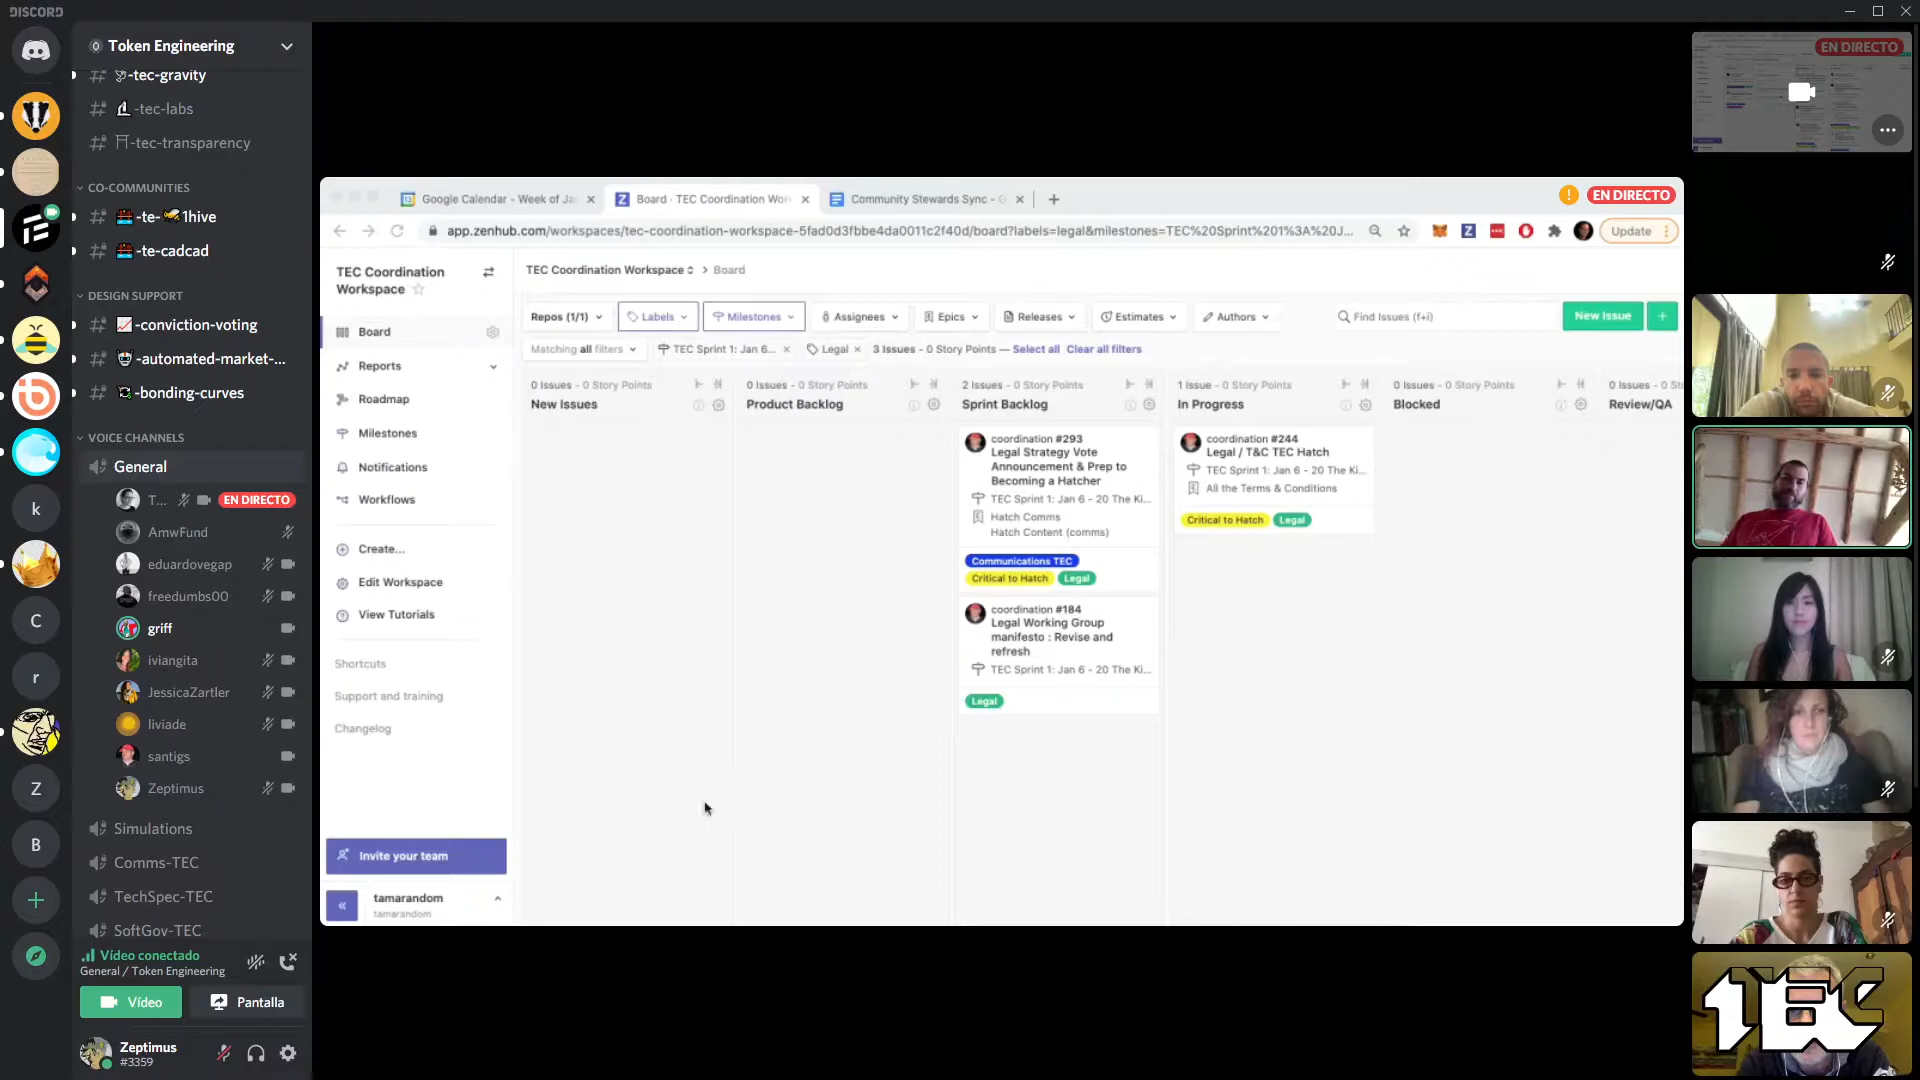 DISCORD
Token Engineering
-tec-gravity
-tec-labs
-tec-transparency
CO-COMMUNITIES
-te-🐝1hive
-te-cadcad
DESIGN SUPPORT
-conviction-voting
-automated-market-...
-bonding-curves
VOICE CHANNELS
General
T... EN DIRECTO
AmwFund
eduardovegap
freedumbs00
griff
iviangita
JessicaZartler
liviade
santigs
Zeptimus
Simulations
Comms-TEC
TechSpec-TEC
SoftGov-TEC
Vídeo conectado
General / Token Engineering
Vídeo
Pantalla
Zeptimus
#3359
k
C
r
Z
B
Google Calendar - Week of Ja
Board · TEC Coordination Wor
Community Stewards Sync - G
EN DIRECTO
app.zenhub.com/workspaces/tec-coordination-workspace-5fad0d3fbbe4da0011c2f40d/board?labels=legal&milestones=TEC%20Sprint%201%3A%20J...
Update
TEC Coordination
Workspace
Board
Reports
Roadmap
Milestones
Notifications
Workflows
Create...
Edit Workspace
View Tutorials
Shortcuts
Support and training
Changelog
Invite your team
tamarandom
tamarandom
TEC Coordination Workspace > Board
Repos (1/1)
Labels
Milestones
Assignees
Epics
Releases
Estimates
Authors
Find Issues (f+i)
New Issue
Matching all filters
TEC Sprint 1: Jan 6...
Legal
3 Issues - 0 Story Points — Select all Clear all filters
0 Issues - 0 Story Points
New Issues
0 Issues - 0 Story Points
Product Backlog
2 Issues - 0 Story Points
Sprint Backlog
coordination #293
Legal Strategy Vote
Announcement & Prep to
Becoming a Hatcher
TEC Sprint 1: Jan 6 - 20 The Ki...
Hatch Comms
Hatch Content (comms)
Communications TEC
Critical to Hatch Legal
coordination #184
Legal Working Group
manifesto : Revise and
refresh
TEC Sprint 1: Jan 6 - 20 The Ki...
Legal
1 Issue - 0 Story Points
In Progress
coordination #244
Legal / T&C TEC Hatch
TEC Sprint 1: Jan 6 - 20 The Ki...
All the Terms & Conditions
Critical to Hatch Legal
0 Issues - 0 Story Points
Blocked
0 Issues - 0 St
Review/QA
EN DIRECTO
TEC